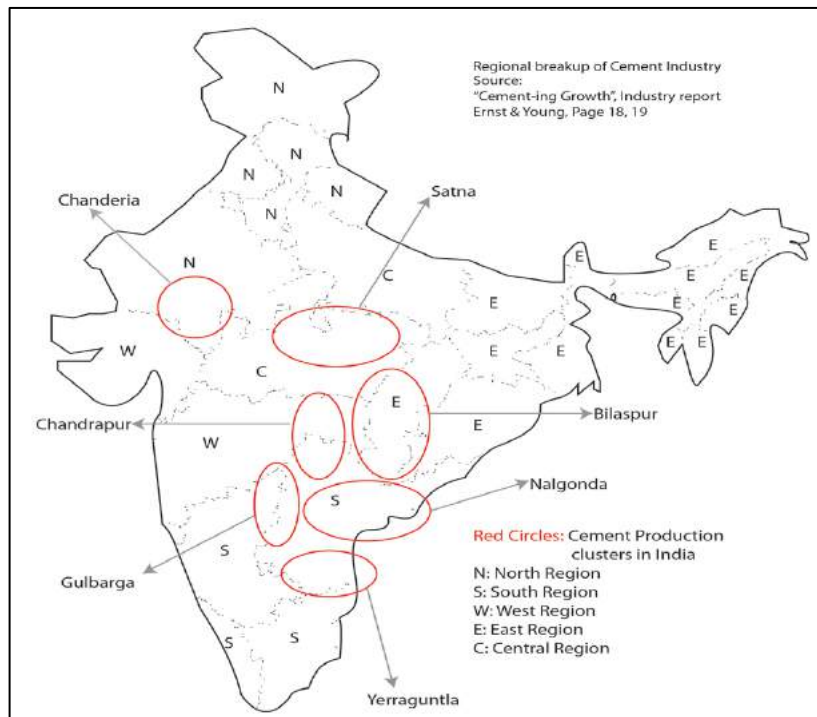 Regional breakup of Cement Industry
Source:
"Cement-ing Growth", Industry report
Ernst & Young, Page 18, 19
N
N
N
N
N
Chanderia
Satna
N
C
E
E
E
E
E
E
E
E
E
E
W
C
E
E
Chandrapur
W
E
E
Bilaspur
Nalgonda
S
Gulbarga
S
S
S
Yerraguntla
Red Circles: Cement Production
clusters in India
N: North Region
S: South Region
W: West Region
E: East Region
C: Central Region